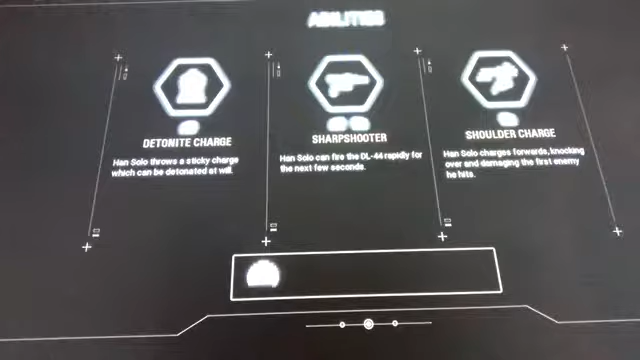 ABILITIES
DETONITE CHARGE
Han Solo throws a sticky charge
which can be detonated at will.
SHARPSHOOTER
Han Solo can fire the DL-44 rapidly for
the next few seconds.
SHOULDER CHARGE
Han Solo charges forwards, knocking
over and damaging the first enemy
he hits.